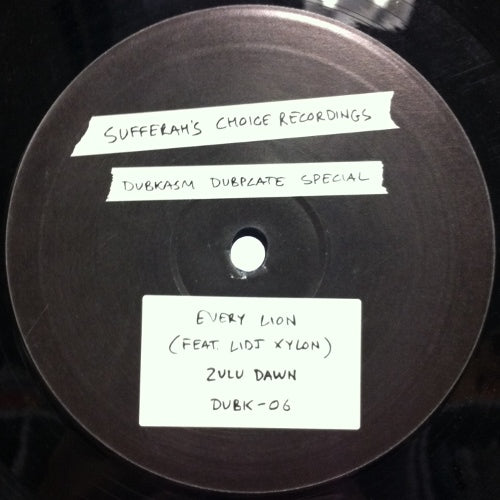 SUFFERAH'S CHOICE RECORDINGS
DUBKASM DUBPLATE SPECIAL
EVERY LION
(FEAT. LIDJ XYLON)
ZULU DAWN
DUBK-06